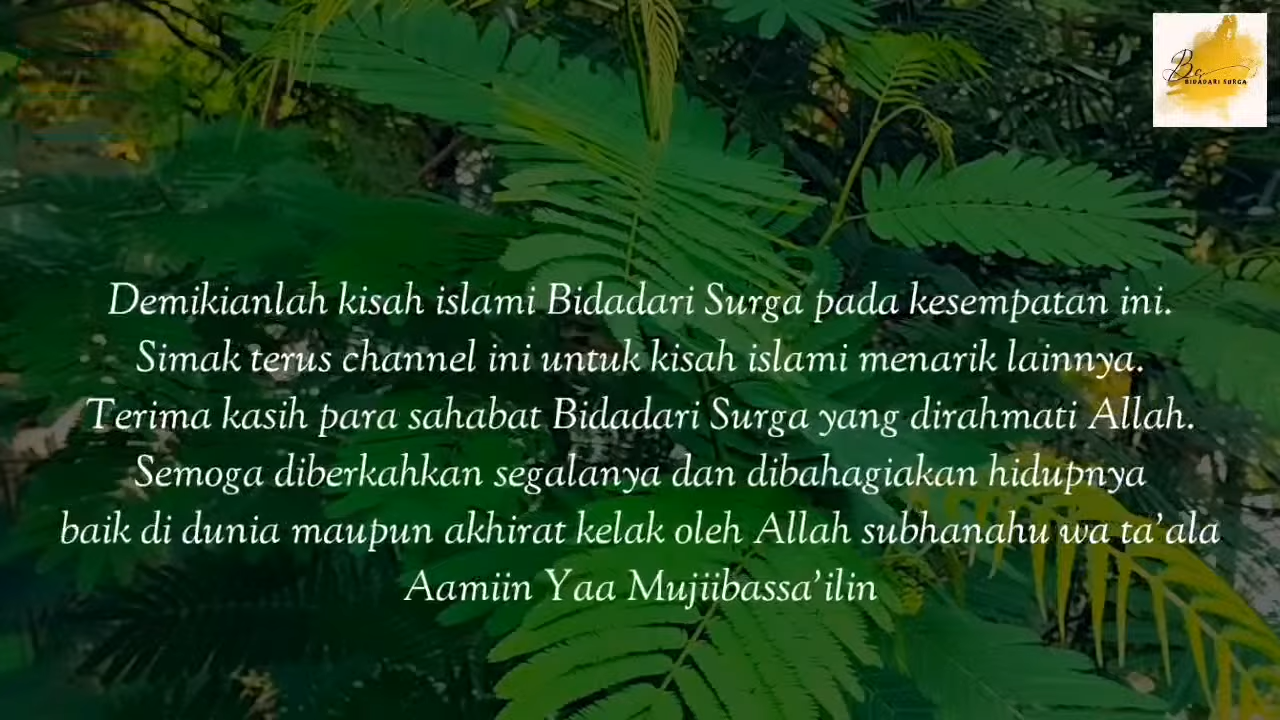 Bs
BIDADARI SURGA
Demikianlah kisah islami Bidadari Surga pada kesempatan ini.
Simak terus channel ini untuk kisah islami menarik lainnya.
Terima kasih para sahabat Bidadari Surga yang dirahmati Allah.
Semoga diberkahkan segalanya dan dibahagiakan hidupnya
baik di dunia maupun akhirat kelak oleh Allah subhanahu wa ta'ala
Aamiin Yaa Mujiibassa'ilin